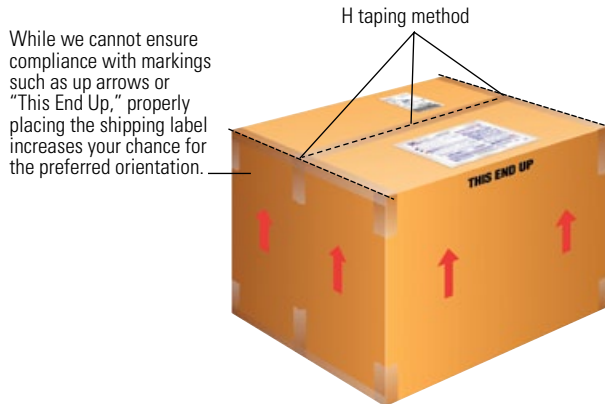 H taping method
While we cannot ensure
compliance with markings
such as up arrows or
“This End Up,” properly
placing the shipping label
increases your chance for
the preferred orientation.
THIS END UP